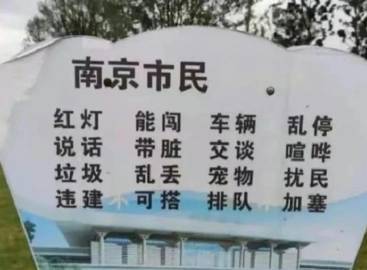 南京市民
红灯 能闯 车辆 乱停
说话 带脏 交谈 喧哗
垃圾 乱丢 宠物 扰民
违建 可搭 排队 加塞